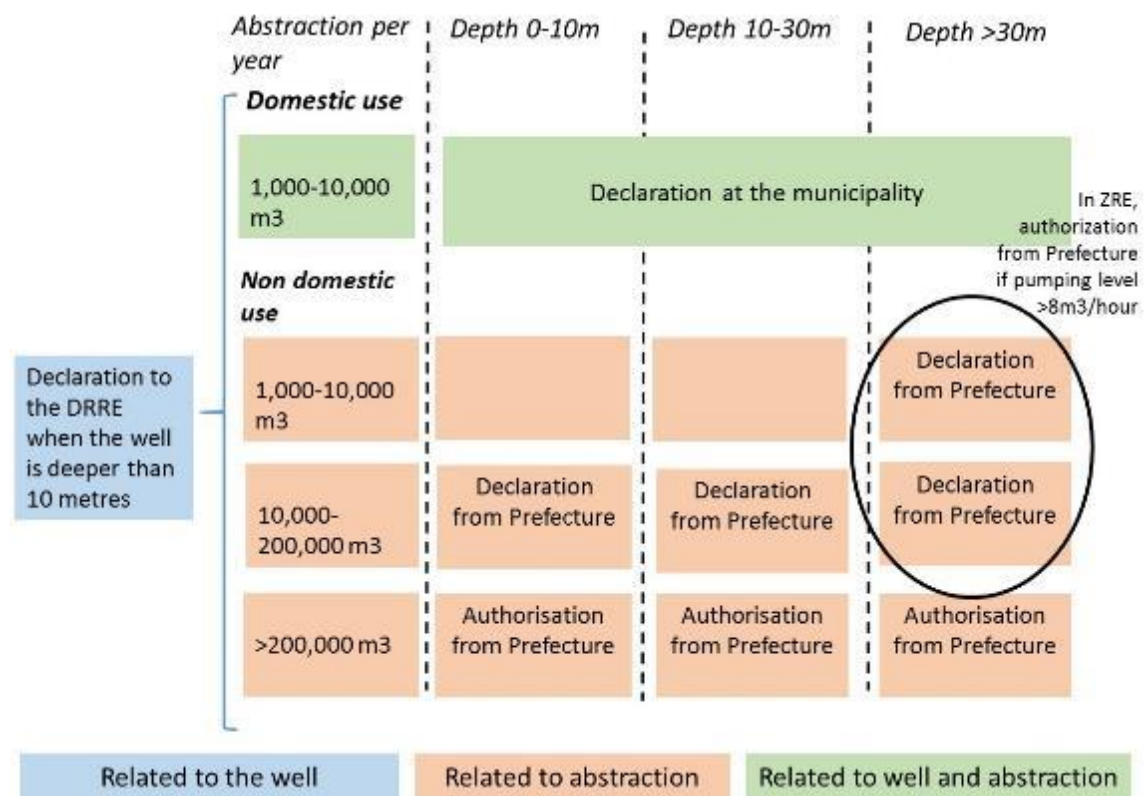 Abstraction per
year
Depth 0-10m
Depth 10-30m
Depth >30m
Domestic use
1,000-10,000
m3
Declaration at the municipality
In ZRE,
authorization
from Prefecture
if pumping level
>8m3/hour
Non domestic
use
Declaration to
the DRRE
when the well
is deeper than
10 metres
1,000-10,000
m3
Declaration
from Prefecture
10,000-
200,000 m3
Declaration
from Prefecture
Declaration
from Prefecture
Declaration
from Prefecture
>200,000 m3
Authorisation
from Prefecture
Authorisation
from Prefecture
Authorisation
from Prefecture
Related to the well
Related to abstraction
Related to well and abstraction